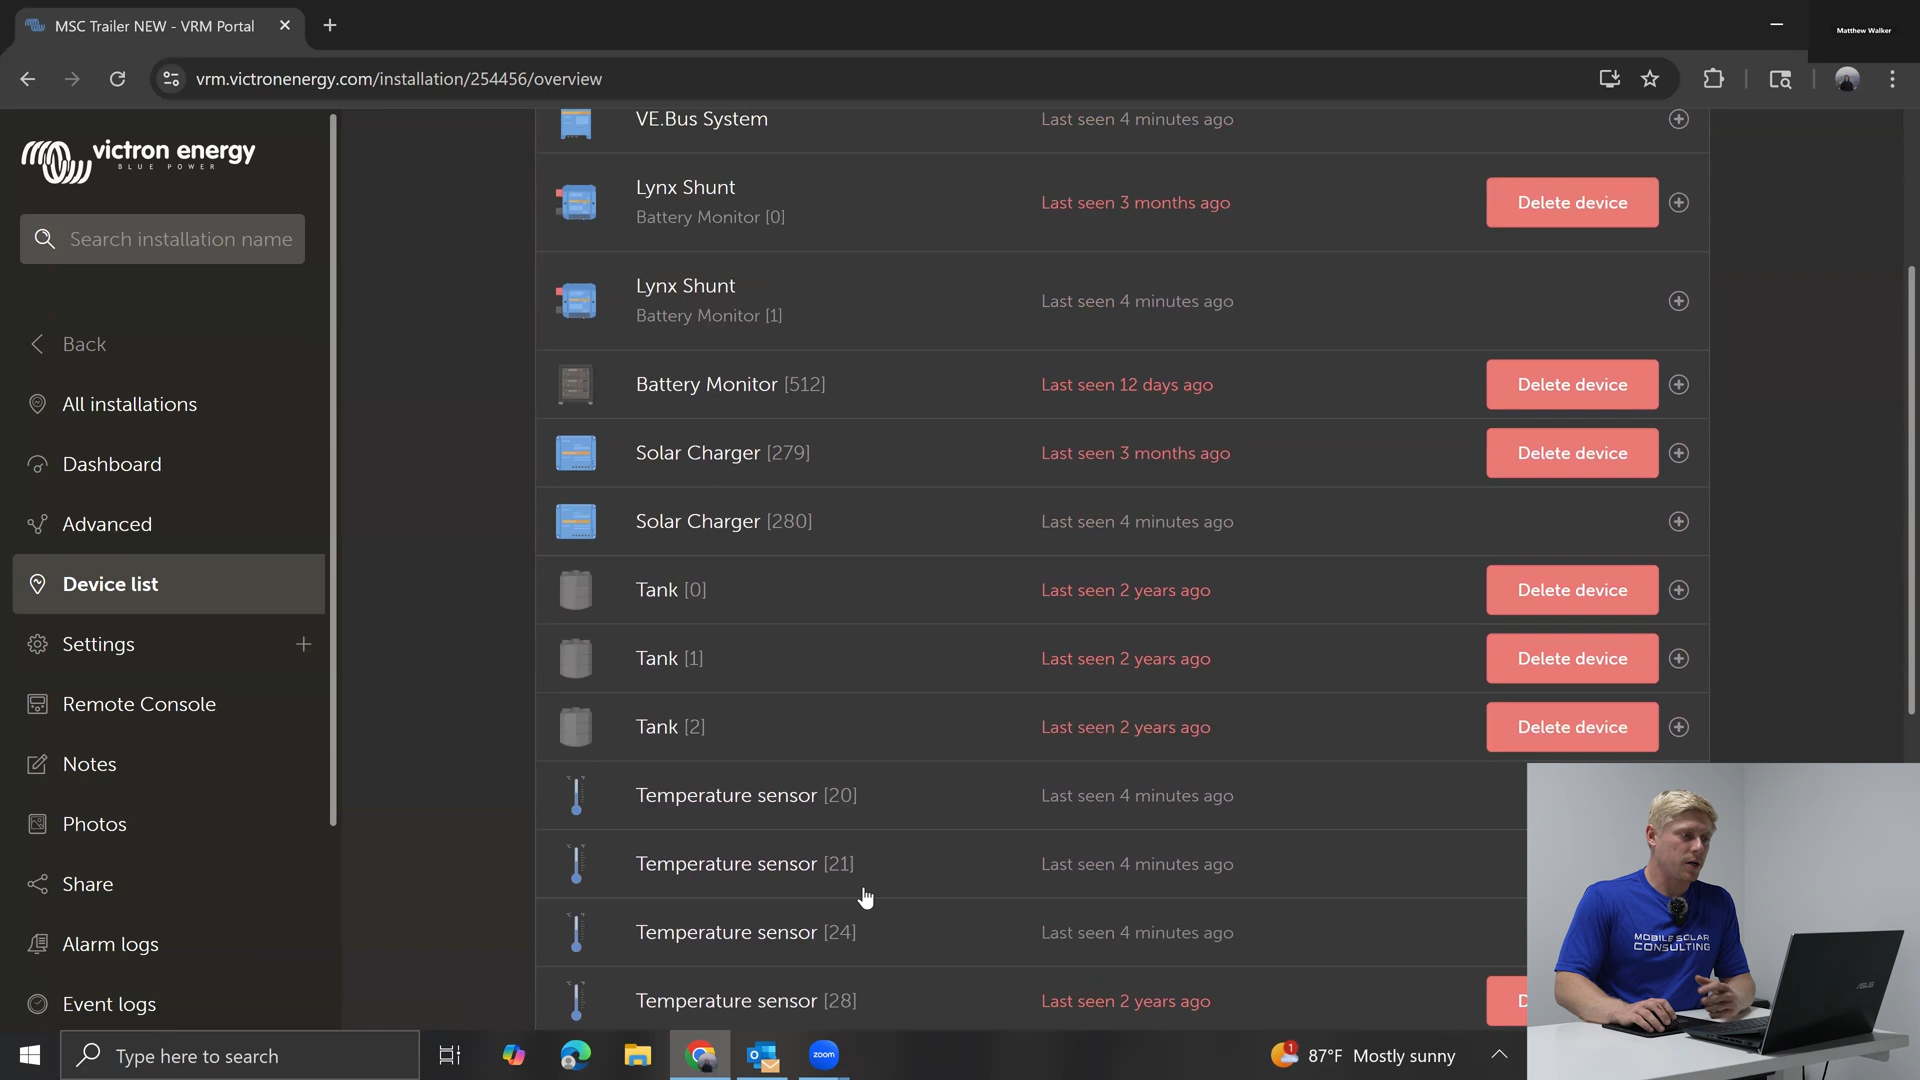 MSC Trailer NEW - VRM Portal
Matthew Walker
vrm.victronenergy.com/installation/254456/overview
victron energy
BLUE POWER
Search installation name
Back
All installations
Dashboard
Advanced
Device list
Settings
Remote Console
Notes
Photos
Share
Alarm logs
Event logs
VE.Bus System
Last seen 4 minutes ago
Lynx Shunt
Battery Monitor [0]
Last seen 3 months ago
Delete device
Lynx Shunt
Battery Monitor [1]
Last seen 4 minutes ago
Battery Monitor [512]
Last seen 12 days ago
Delete device
Solar Charger [279]
Last seen 3 months ago
Delete device
Solar Charger [280]
Last seen 4 minutes ago
Tank [0]
Last seen 2 years ago
Delete device
Tank [1]
Last seen 2 years ago
Delete device
Tank [2]
Last seen 2 years ago
Delete device
Temperature sensor [20]
Last seen 4 minutes ago
Temperature sensor [21]
Last seen 4 minutes ago
Temperature sensor [24]
Last seen 4 minutes ago
Temperature sensor [28]
Last seen 2 years ago
D
MOBILE SOLAR
CONSULTING
ASUS
Type here to search
zoom
1
87°F Mostly sunny